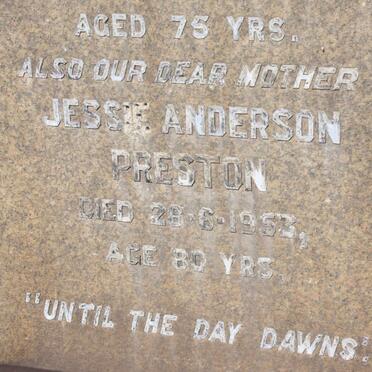 AGED 75 YRS.
ALSO OUR DEAR MOTHER
JESSIE ANDERSON
PRESTON
DIED 28-6-1953,
AGE 80 YRS.
"UNTIL THE DAY DAWNS."